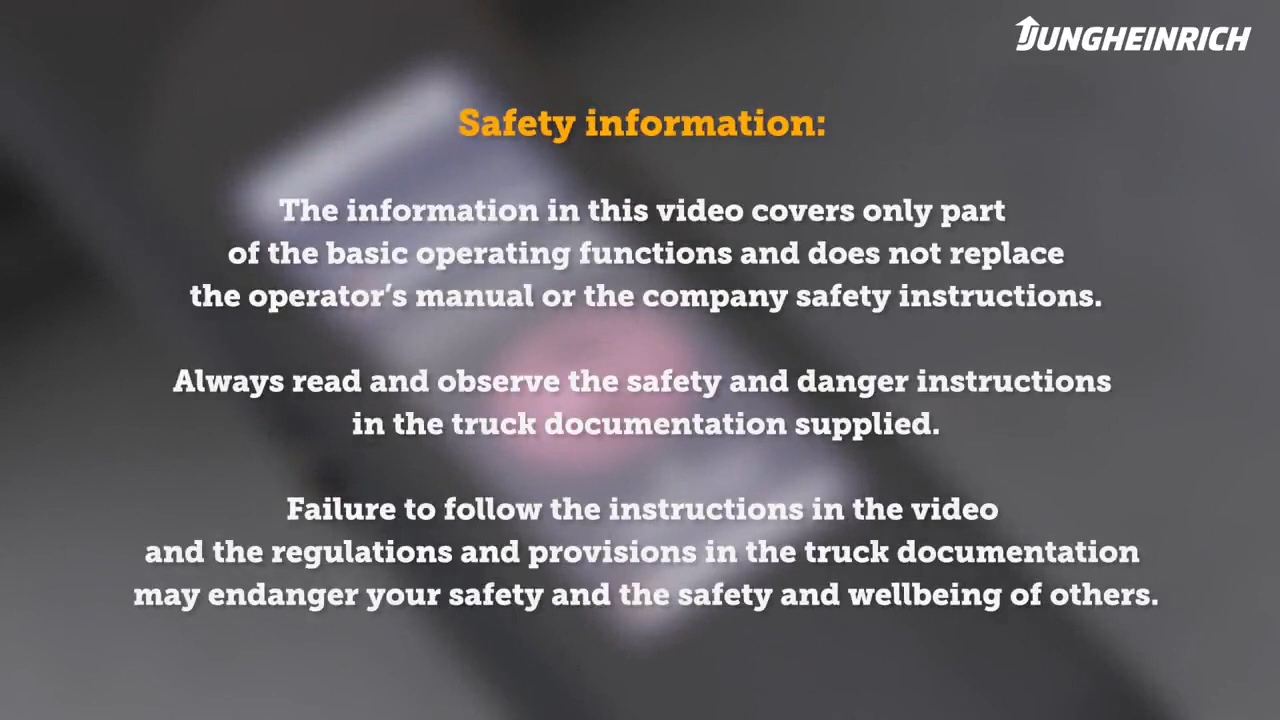 JUNGHEINRICH
Safety information:
The information in this video covers only part
of the basic operating functions and does not replace
the operator’s manual or the company safety instructions.
Always read and observe the safety and danger instructions
in the truck documentation supplied.
Failure to follow the instructions in the video
and the regulations and provisions in the truck documentation
may endanger your safety and the safety and wellbeing of others.